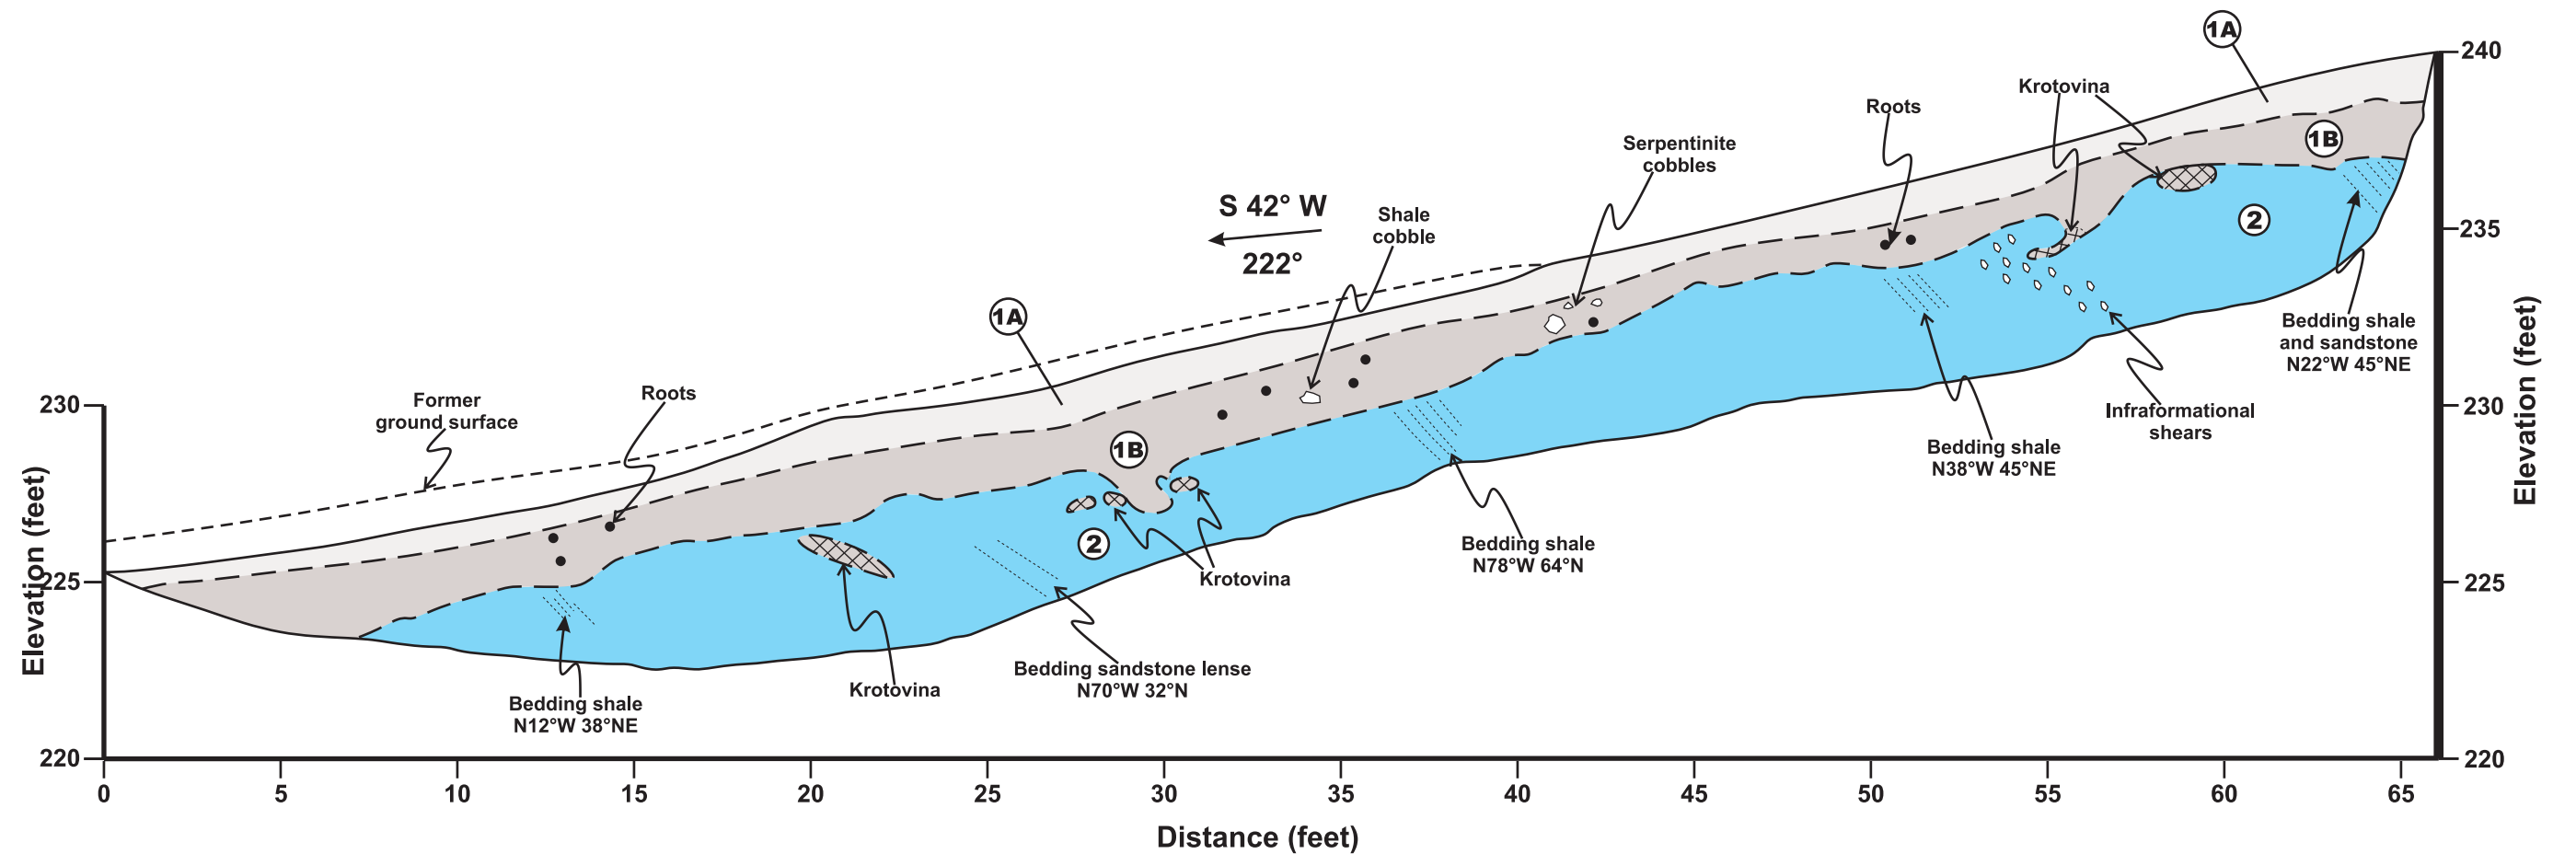 1A
240
Krotovina
Roots
1B
Serpentinite
cobbles
S 42° W
222°
Shale
cobble
2
235
1A
Bedding shale
and sandstone
N22°W 45°NE
Former
ground surface
Roots
230
230
Infraformational
shears
1B
Bedding shale
N38°W 45°NE
Elevation (feet)
Elevation (feet)
2
Bedding shale
N78°W 64°N
Krotovina
225
225
Bedding sandstone lense
N70°W 32°N
Krotovina
Bedding shale
N12°W 38°NE
220
220
0 5 10 15 20 25 30 35 40 45 50 55 60 65
Distance (feet)